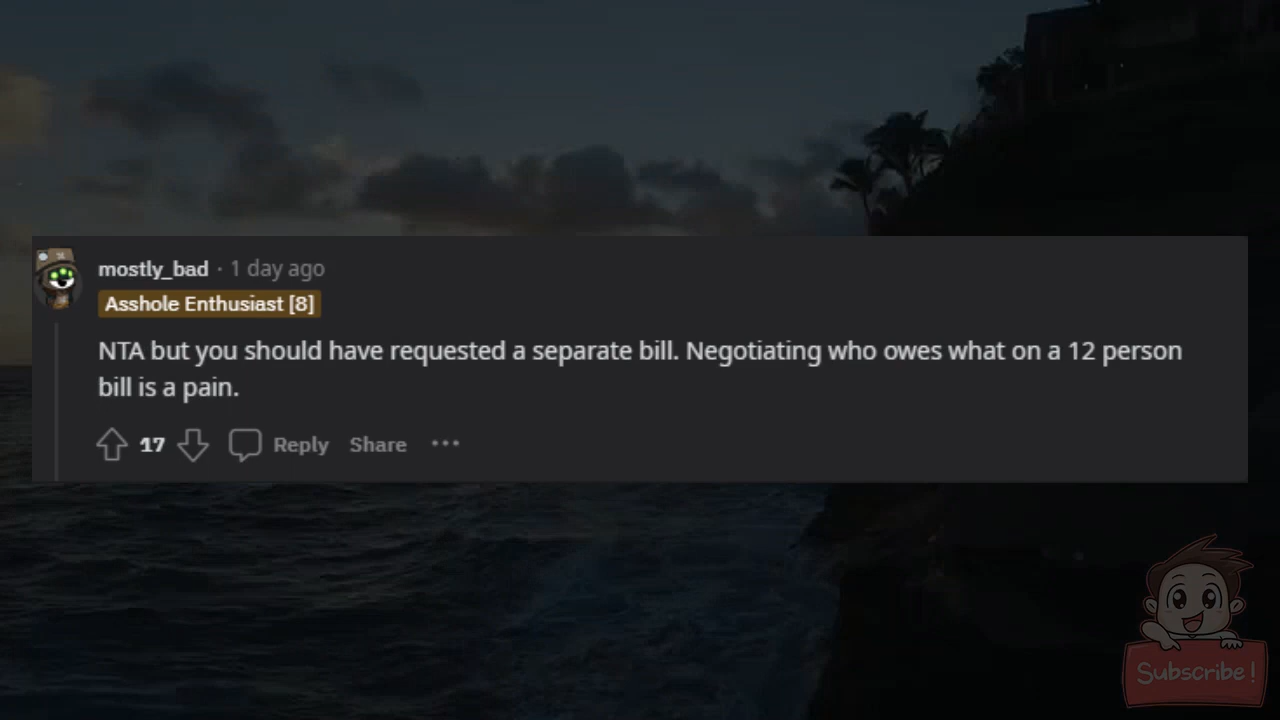 mostly_bad · 1 day ago
Asshole Enthusiast [8]
NTA but you should have requested a separate bill. Negotiating who owes what on a 12 person
bill is a pain.
17 Reply Share ···
Subscribe!